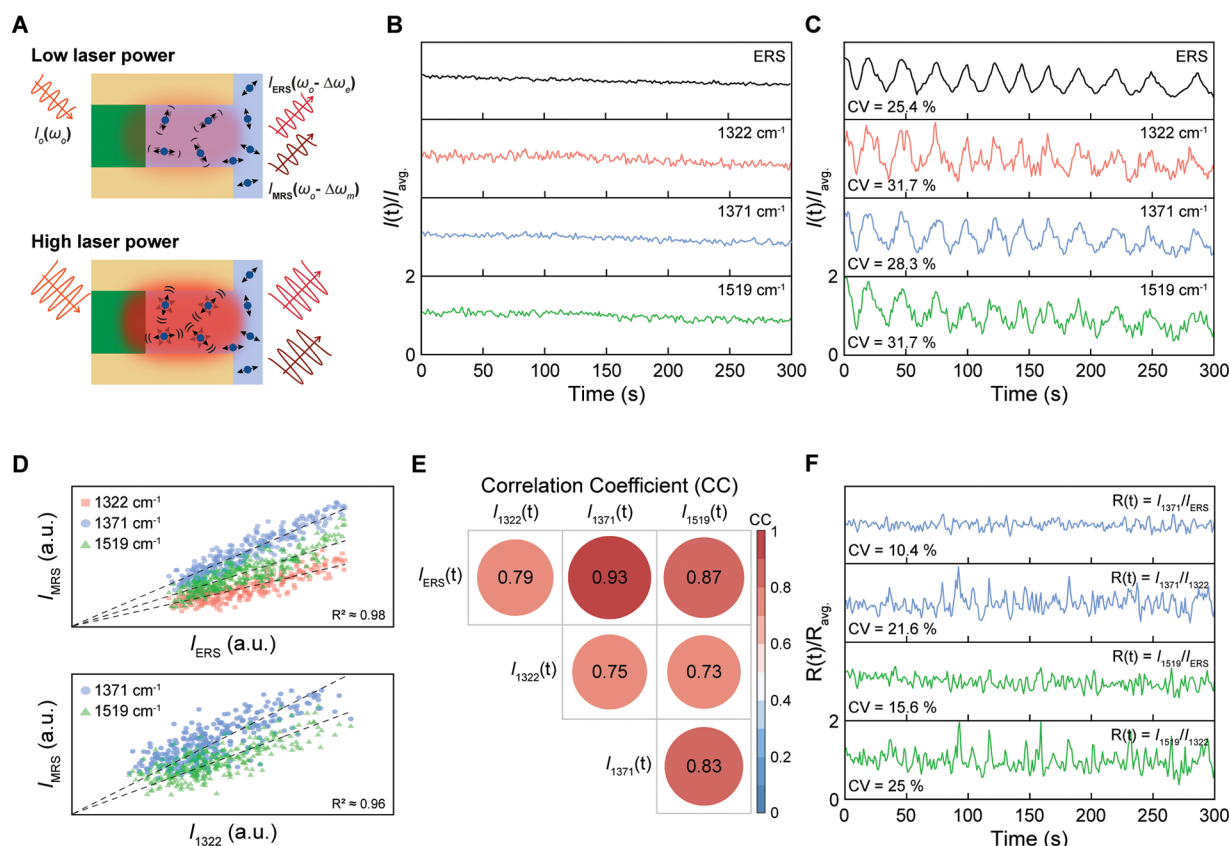 A
Low laser power
I₀(ω₀)
I_ERS(ω₀ - Δω_e)
I_MRS(ω₀ - Δω_m)
High laser power
B
I(t)/I_avg.
ERS
1322 cm⁻¹
1371 cm⁻¹
2
1519 cm⁻¹
0
0 50 100 150 200 250 300
Time (s)
C
I(t)/I_avg.
ERS
CV = 25.4 %
1322 cm⁻¹
CV = 31.7 %
1371 cm⁻¹
CV = 28.3 %
2
1519 cm⁻¹
CV = 31.7 %
0
0 50 100 150 200 250 300
Time (s)
D
I_MRS (a.u.)
1322 cm⁻¹
1371 cm⁻¹
1519 cm⁻¹
R² ≈ 0.98
I_ERS (a.u.)
I_MRS (a.u.)
1371 cm⁻¹
1519 cm⁻¹
R² ≈ 0.96
I_1322 (a.u.)
E
Correlation Coefficient (CC)
I_1322(t) I_1371(t) I_1519(t)
CC
I_ERS(t) 0.79 0.93 0.87
I_1322(t) 0.75 0.73
I_1371(t) 0.83
1
0.8
0.6
0.4
0.2
0
F
R(t)/R_avg.
R(t) = I_1371/I_ERS
CV = 10.4 %
R(t) = I_1371/I_1322
CV = 21.6 %
R(t) = I_1519/I_ERS
CV = 15.6 %
2
R(t) = I_1519/I_1322
CV = 25 %
0
0 50 100 150 200 250 300
Time (s)